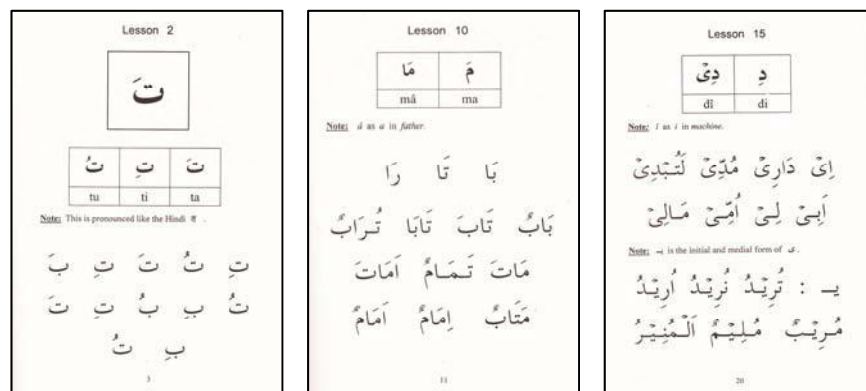 Lesson 2
تَ
تُ تِ تَ
tu ti ta
Note: This is pronounced like the Hindi त .
تِ تُ تَ تِ بَ
تُ بِ بُ تِ تَ
بِ تُ
3
Lesson 10
مَا مَ
mâ ma
Note: â as a in father.
بَا تَا رَا
بَابٌ تَابَ تَابَا تُرَابٌ
مَاتَ تَمَامٌ اَمَاتَ
مَتَابٌ اِمَامٌ اَمَامٌ
11
Lesson 15
دِىْ دِ
dî di
Note: î as i in machine.
اِىْ دَارِىْ مُدِّىْ لَتُبْدِىْ
اَبِىْ لِىْ اُمِّىْ مَالِىْ
Note: يـ is the initial and medial form of ى .
يـ : تُرِيْدُ نُرِيْدُ اُرِيْدُ
مُرِيْبٌ مُلِيْمٌ اَلْمُنِيْرُ
20